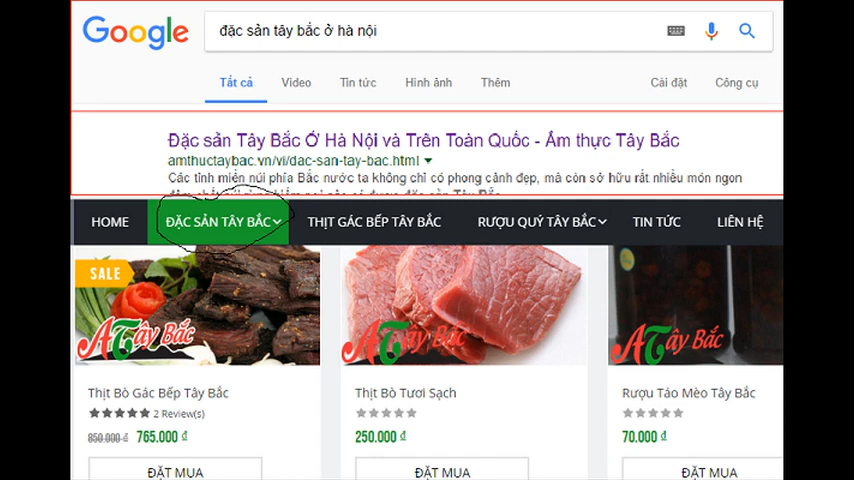 Google
đặc sản tây bắc ở hà nội
Tất cả Video Tin tức Hình ảnh Thêm Cài đặt Công cụ
Đặc sản Tây Bắc Ở Hà Nội và Trên Toàn Quốc - Ẩm thực Tây Bắc
amthuctaybac.vn/vi/dac-san-tay-bac.html
Các tỉnh miền núi phía Bắc nước ta không chỉ có phong cảnh đẹp, mà còn sở hữu rất nhiều món ngon
HOME ĐẶC SẢN TÂY BẮC THỊT GÁC BẾP TÂY BẮC RƯỢU QUÝ TÂY BẮC TIN TỨC LIÊN HỆ
SALE
ATây Bắc ATây Bắc ATây Bắc
Thịt Bò Gác Bếp Tây Bắc Thịt Bò Tươi Sạch Rượu Táo Mèo Tây Bắc
2 Review(s)
850.000 đ 765.000 đ 250.000 đ 70.000 đ
ĐẶT MUA ĐẶT MUA ĐẶT MUA